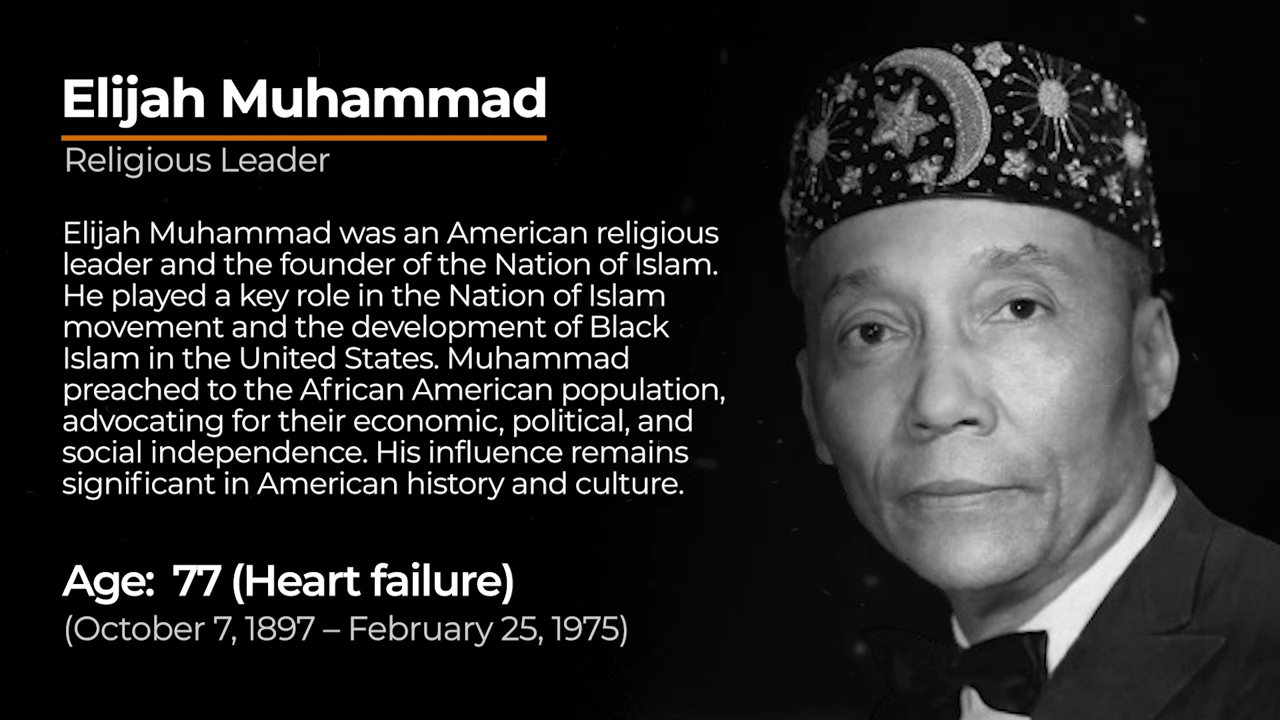 Elijah Muhammad
Religious Leader
Elijah Muhammad was an American religious
leader and the founder of the Nation of Islam.
He played a key role in the Nation of Islam
movement and the development of Black
Islam in the United States. Muhammad
preached to the African American population,
advocating for their economic, political, and
social independence. His influence remains
significant in American history and culture.
Age: 77 (Heart failure)
(October 7, 1897 – February 25, 1975)